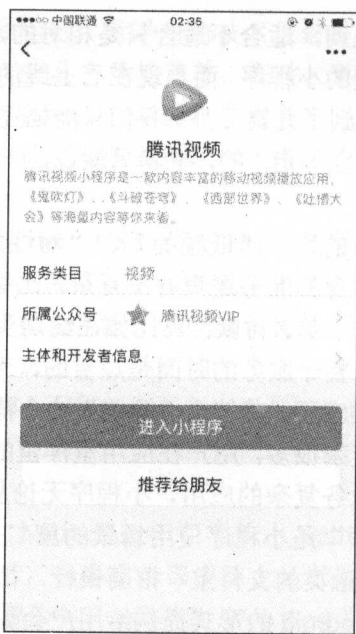 中国联通 02:35
腾讯视频
腾讯视频小程序是一款内容丰富的移动视频播放应用,
《鬼吹灯》、《斗破苍穹》、《西部世界》、《吐槽大
会》等海量内容等你来看。
服务类目 视频
所属公众号 腾讯视频VIP
主体和开发者信息
进入小程序
推荐给朋友